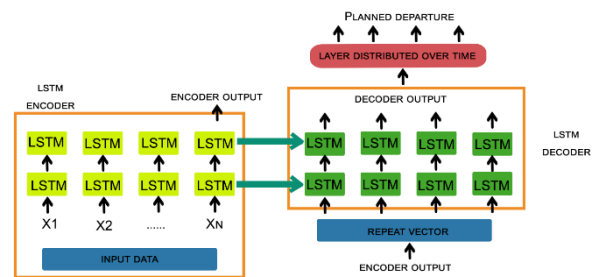 Planned departure
LAYER DISTRIBUTED OVER TIME
LSTM
ENCODER
ENCODER OUTPUT
DECODER OUTPUT
LSTM LSTM LSTM LSTM
LSTM LSTM LSTM LSTM
X1 X2 ...... XN
INPUT DATA
LSTM LSTM LSTM LSTM
LSTM LSTM LSTM LSTM
LSTM
DECODER
REPEAT VECTOR
ENCODER OUTPUT